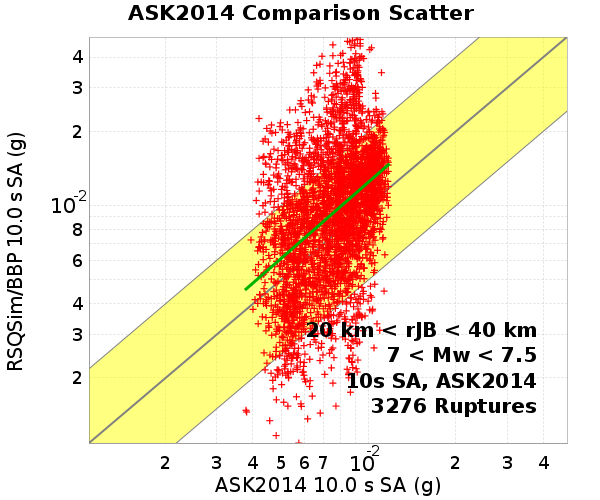 ASK2014 Comparison Scatter
RSQSim/BBP 10.0 s SA (g)
4
3
2
10-2
8
6
4
3
2
20 km < rJB < 40 km
7 < Mw < 7.5
10s SA, ASK2014
3276 Ruptures
2 3 4 5 6 7 10-2 2 3 4
ASK2014 10.0 s SA (g)